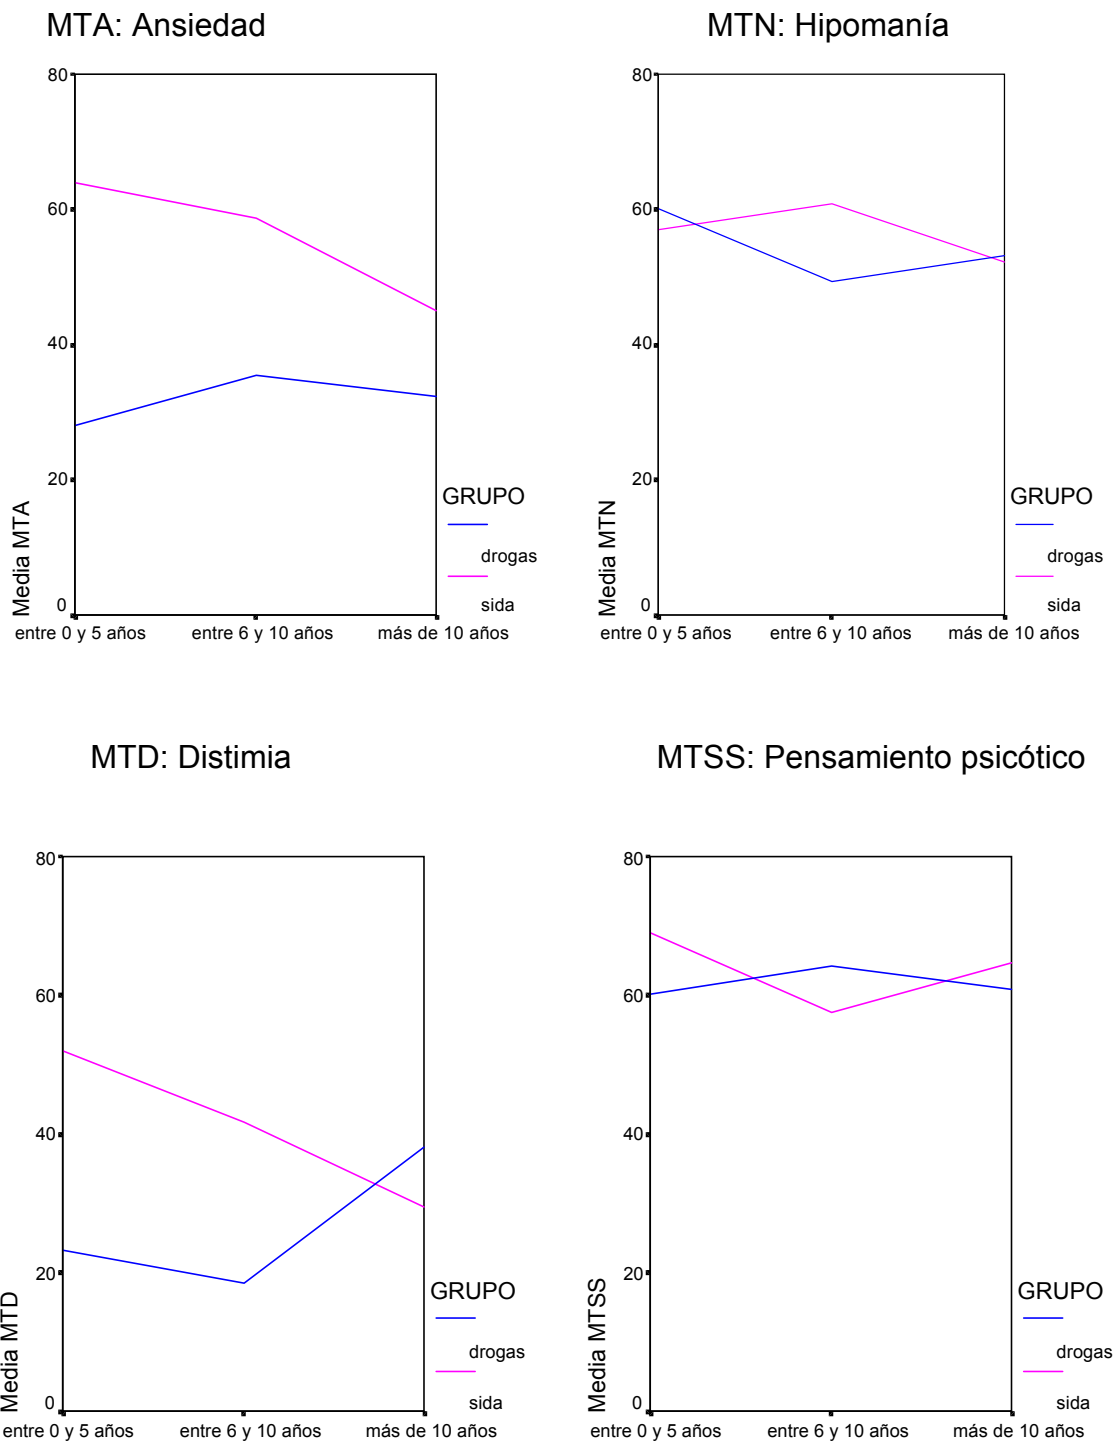 MTA: Ansiedad
80
60
40
20
0
Media MTA
GRUPO
drogas
sida
entre 0 y 5 años entre 6 y 10 años más de 10 años
MTN: Hipomanía
80
60
40
20
0
Media MTN
GRUPO
drogas
sida
entre 0 y 5 años entre 6 y 10 años más de 10 años
MTD: Distimia
80
60
40
20
0
Media MTD
GRUPO
drogas
sida
entre 0 y 5 años entre 6 y 10 años más de 10 años
MTSS: Pensamiento psicótico
80
60
40
20
0
Media MTSS
GRUPO
drogas
sida
entre 0 y 5 años entre 6 y 10 años más de 10 años